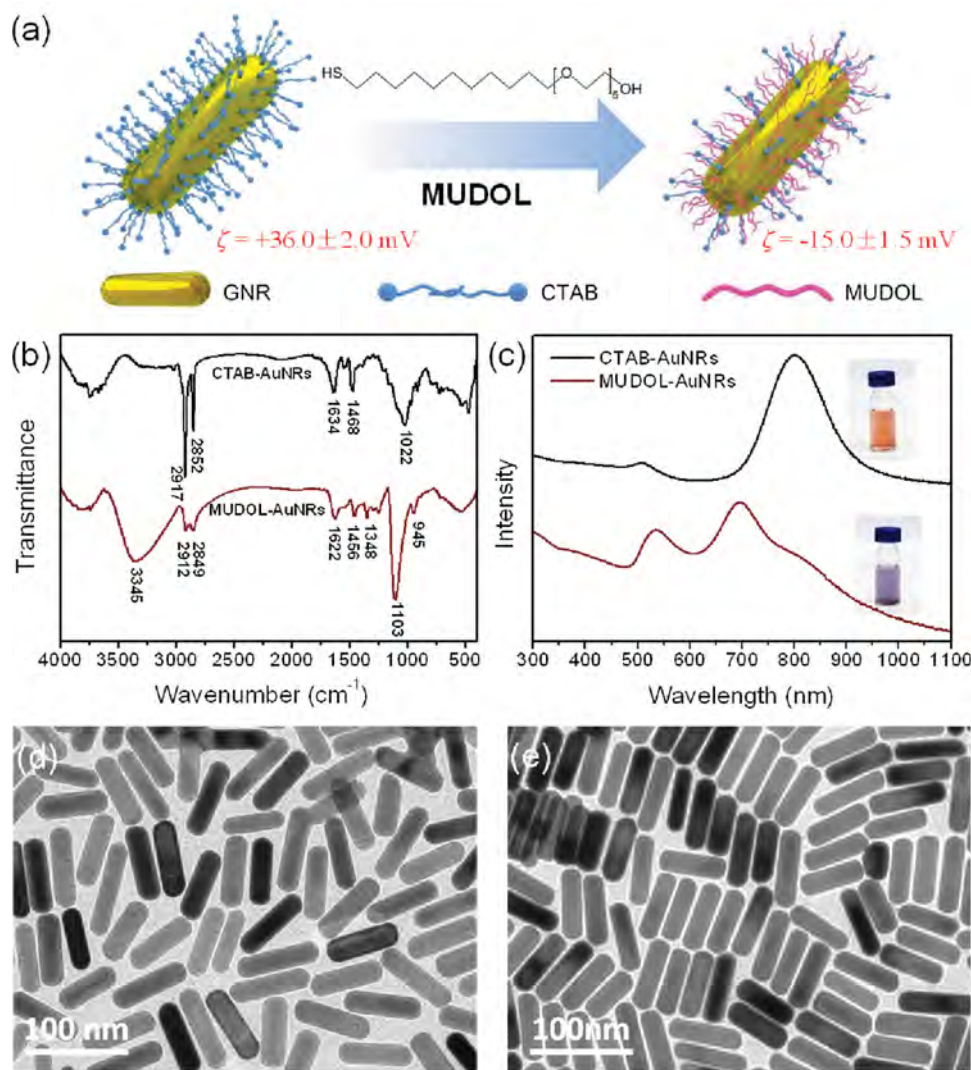 (a)
HS
O
5
OH
MUDOL
ζ = +36.0±2.0 mV
ζ = -15.0±1.5 mV
GNR
CTAB
MUDOL
(b)
Transmittance
CTAB-AuNRs
2917
2852
1634
1468
1022
MUDOL-AuNRs
3345
2912
2849
1622
1456
1348
1103
945
4000 3500 3000 2500 2000 1500 1000 500
Wavenumber (cm⁻¹)
(c)
Intensity
CTAB-AuNRs
MUDOL-AuNRs
300 400 500 600 700 800 900 1000 1100
Wavelength (nm)
(d)
100 nm
(e)
100nm